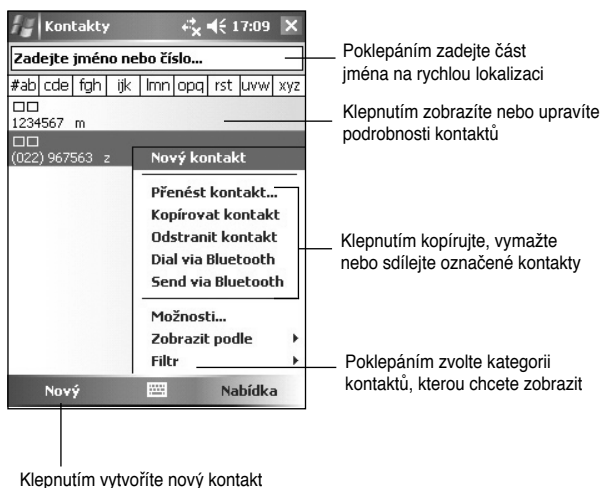 Kontakty 17:09
Zadejte jméno nebo číslo...
#ab cde fgh ijk lmn opq rst uvw xyz
□□
1234567 m
□□
(022) 967563 z
Nový kontakt
Přenést kontakt...
Kopírovat kontakt
Odstranit kontakt
Dial via Bluetooth
Send via Bluetooth
Možnosti...
Zobrazit podle
Filtr
Nový Nabídka
Poklepáním zadejte část
jména na rychlou lokalizaci
Klepnutím zobrazíte nebo upravíte
podrobnosti kontaktů
Klepnutím kopírujte, vymažte
nebo sdílejte označené kontakty
Poklepáním zvolte kategorii
kontaktů, kterou chcete zobrazit
Klepnutím vytvoříte nový kontakt